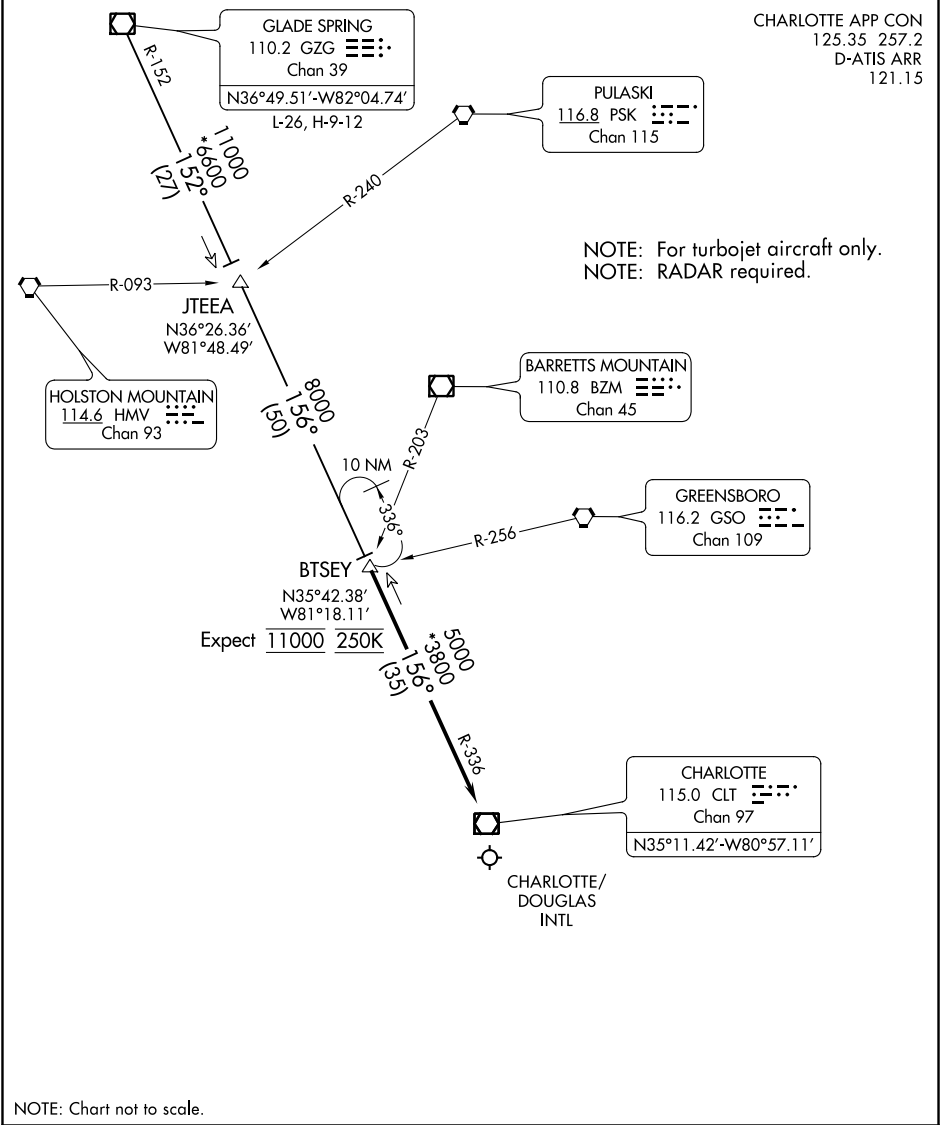 CHARLOTTE APP CON
125.35 257.2
D-ATIS ARR
121.15
GLADE SPRING
110.2 GZG
Chan 39
N36°49.51'-W82°04.74'
L-26, H-9-12
R-152
11000
*6600
152°
(27)
PULASKI
116.8 PSK
Chan 115
R-240
NOTE: For turbojet aircraft only.
NOTE: RADAR required.
R-093
JTEEA
N36°26.36'
W81°48.49'
HOLSTON MOUNTAIN
114.6 HMV
Chan 93
8000
156°
(50)
BARRETTS MOUNTAIN
110.8 BZM
Chan 45
R-203
10 NM
336°
GREENSBORO
116.2 GSO
Chan 109
R-256
BTSEY
N35°42.38'
W81°18.11'
Expect 11000 250K
5000
*3800
156°
(35)
R-336
CHARLOTTE
115.0 CLT
Chan 97
N35°11.42'-W80°57.11'
CHARLOTTE/
DOUGLAS
INTL
NOTE: Chart not to scale.